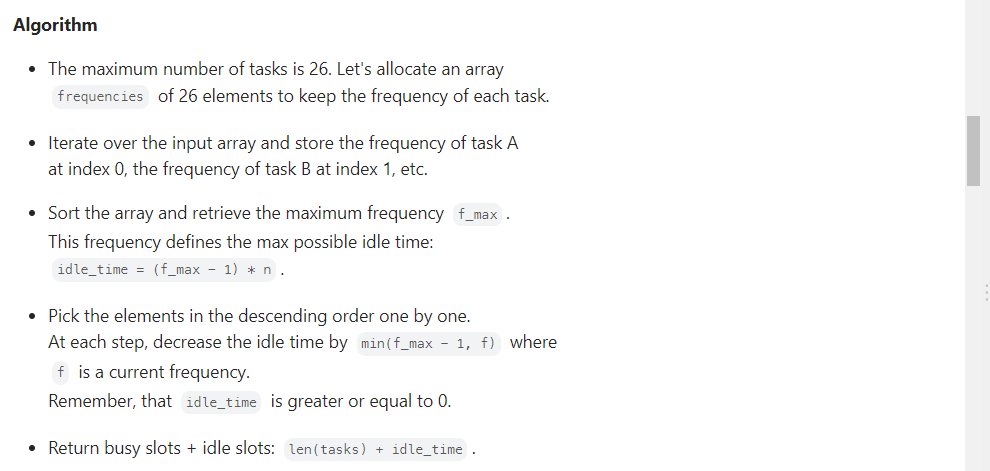 Algorithm
The maximum number of tasks is 26. Let's allocate an array
frequencies of 26 elements to keep the frequency of each task.
Iterate over the input array and store the frequency of task A
at index 0, the frequency of task B at index 1, etc.
Sort the array and retrieve the maximum frequency f_max .
This frequency defines the max possible idle time:
idle_time = (f_max - 1) * n .
Pick the elements in the descending order one by one.
At each step, decrease the idle time by min(f_max - 1, f) where
f is a current frequency.
Remember, that idle_time is greater or equal to 0.
Return busy slots + idle slots: len(tasks) + idle_time .